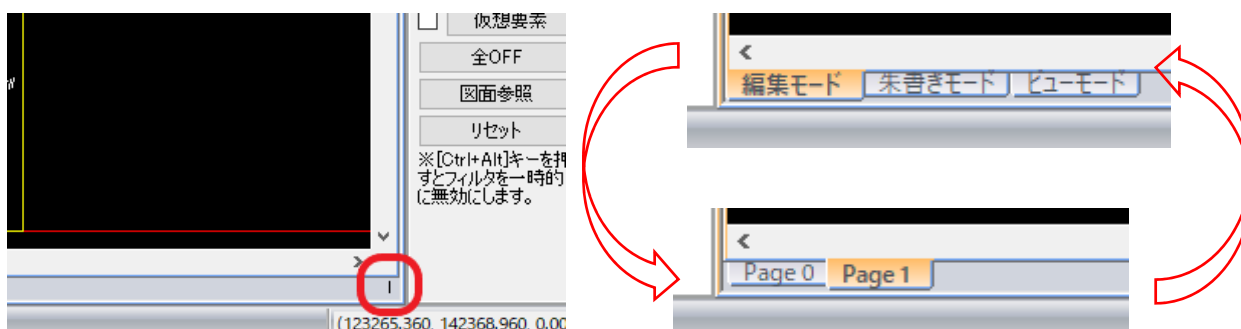 仮想要素
全OFF
図面参照
リセット
※[Ctrl+Alt]キーを押
すとフィルタを一時的
に無効にします。
(123265.360, 142368.960, 0.00
編集モード 朱書きモード ビューモード
Page 0 Page 1